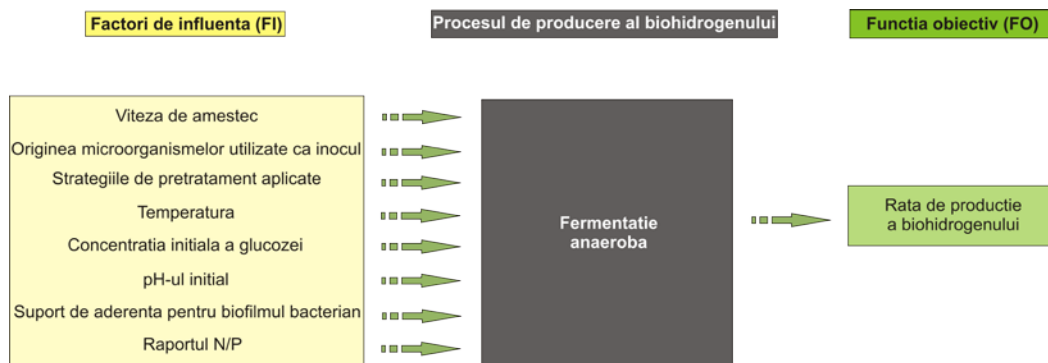 Factori de influenta (FI)
Procesul de producere al biohidrogenului
Functia obiectiv (FO)
Viteza de amestec
Originea microorganismelor utilizate ca inocul
Strategiile de pretratament aplicate
Temperatura
Concentratia initiala a glucozei
pH-ul initial
Suport de aderenta pentru biofilmul bacterian
Raportul N/P
Fermentatie
anaeroba
Rata de productie
a biohidrogenului